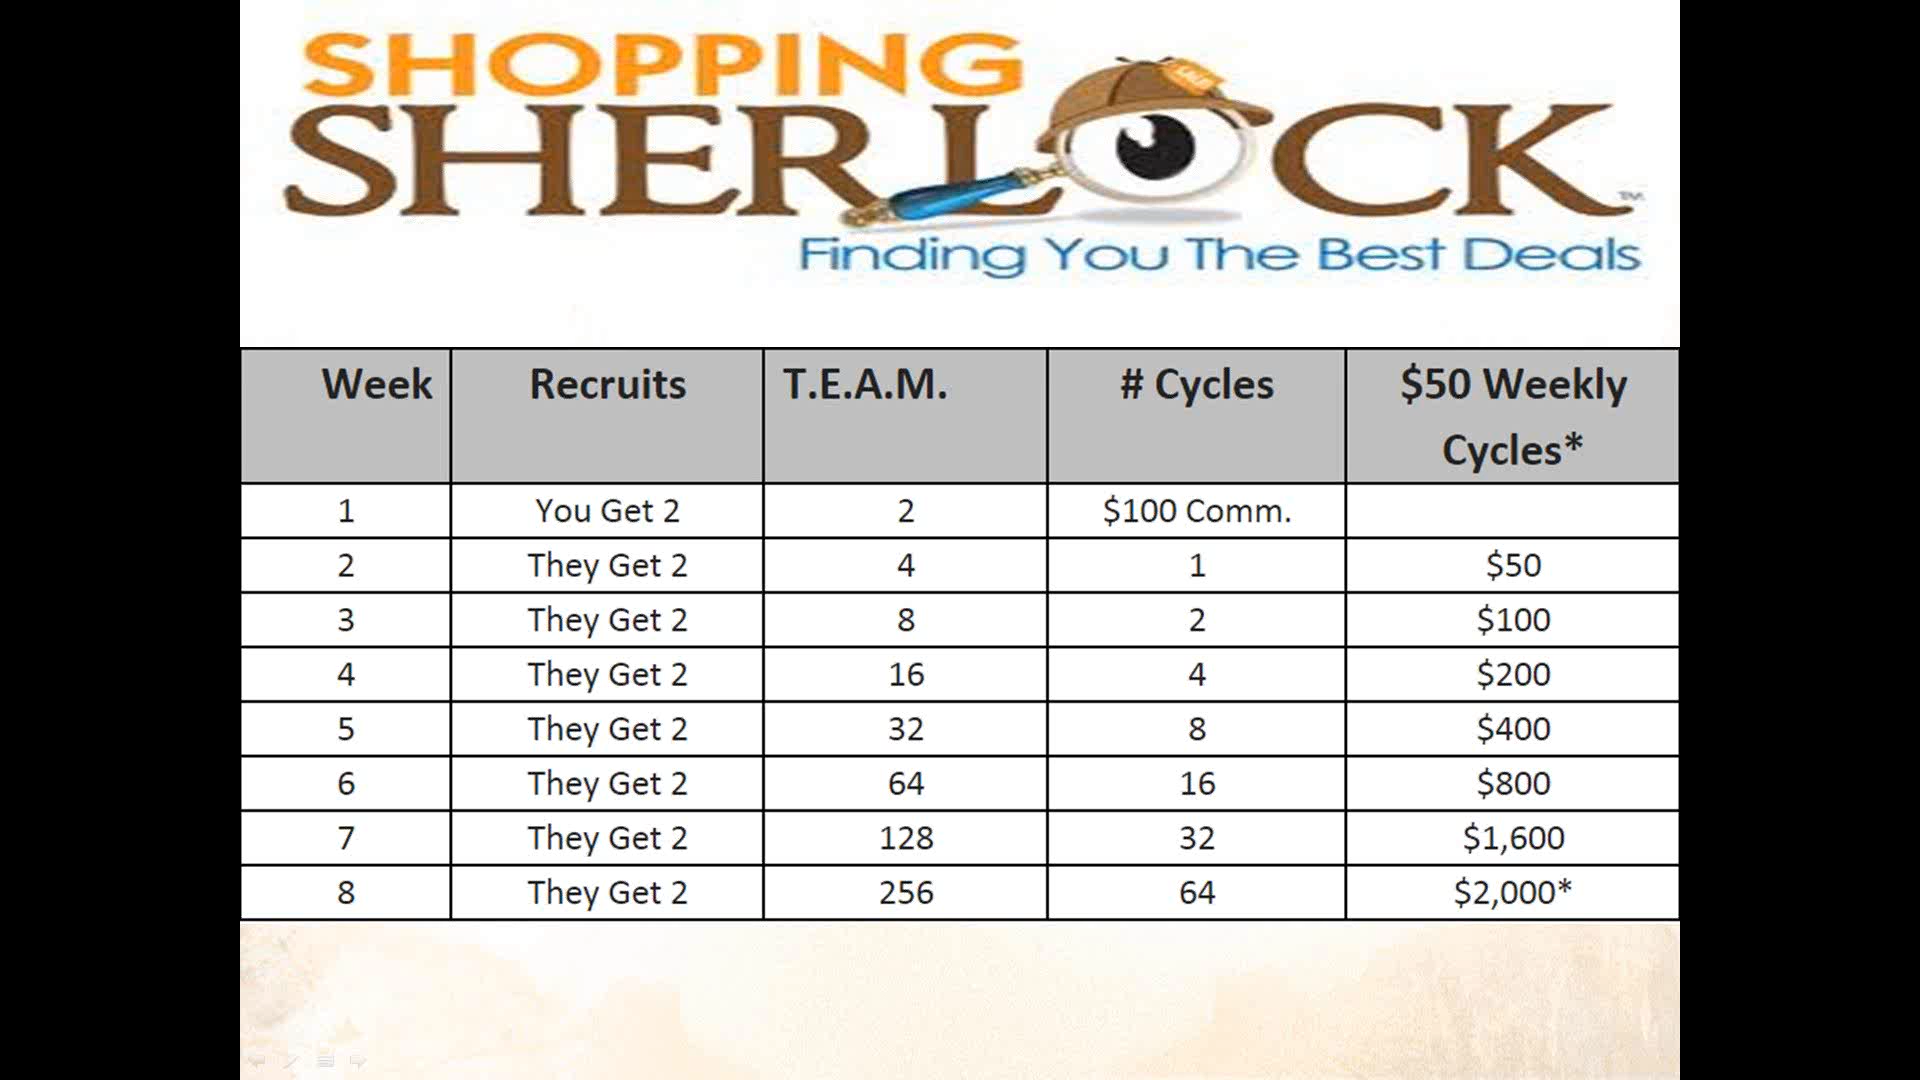 SHOPPING
SALE
SHERLOCK™
Finding You The Best Deals
Week Recruits T.E.A.M. # Cycles $50 Weekly Cycles*
1 You Get 2 2 $100 Comm.
2 They Get 2 4 1 $50
3 They Get 2 8 2 $100
4 They Get 2 16 4 $200
5 They Get 2 32 8 $400
6 They Get 2 64 16 $800
7 They Get 2 128 32 $1,600
8 They Get 2 256 64 $2,000*